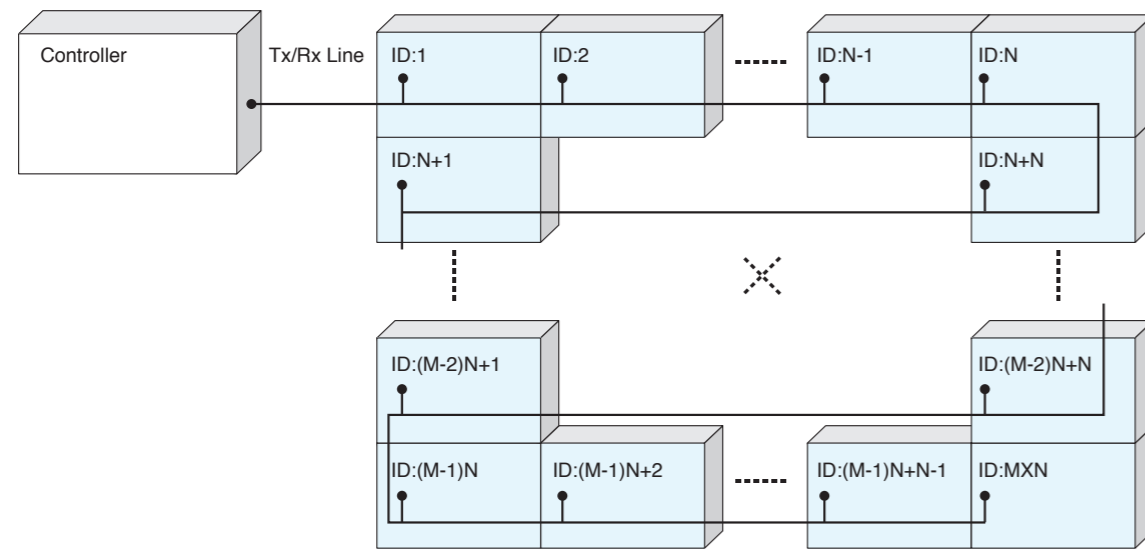 Controller
Tx/Rx Line
ID:1
ID:2
ID:N-1
ID:N
ID:N+1
ID:N+N
ID:(M-2)N+1
ID:(M-2)N+N
ID:(M-1)N
ID:(M-1)N+2
ID:(M-1)N+N-1
ID:MXN